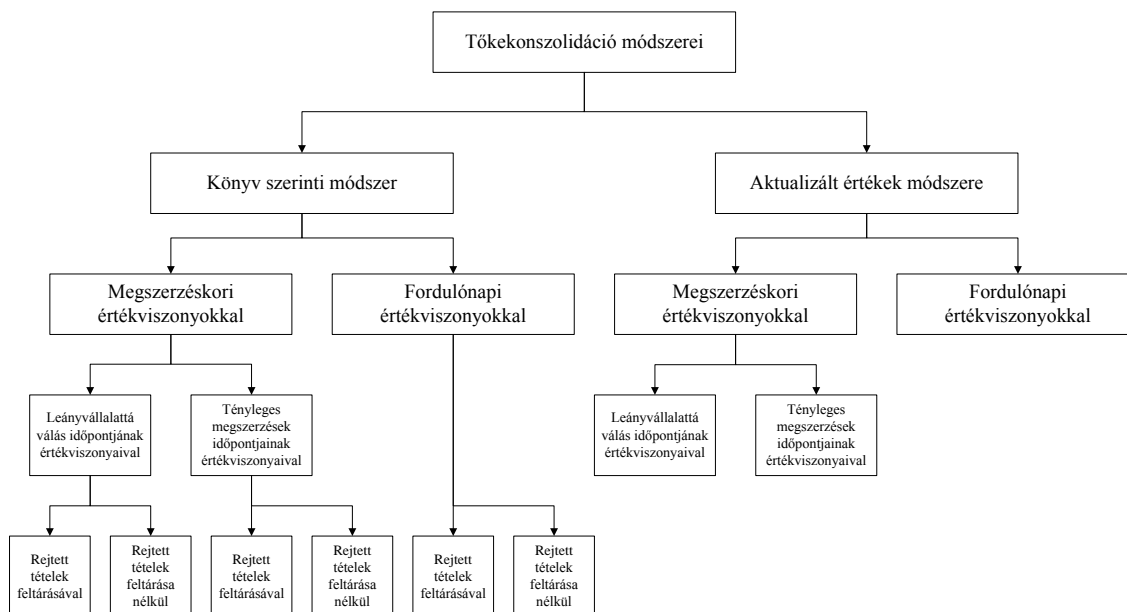 Tőkekonszolidáció módszerei
Könyv szerinti módszer
Aktualizált értékek módszere
Megszerzéskori
értékviszonyokkal
Fordulónapi
értékviszonyokkal
Megszerzéskori
értékviszonyokkal
Fordulónapi
értékviszonyokkal
Leányvállalattá
válás időpontjának
értékviszonyaival
Tényleges
megszerzések
időpontjainak
értékviszonyaival
Leányvállalattá
válás időpontjának
értékviszonyaival
Tényleges
megszerzések
időpontjainak
értékviszonyaival
Rejtett
tételek
feltárásával
Rejtett
tételek
feltárása
nélkül
Rejtett
tételek
feltárásával
Rejtett
tételek
feltárása
nélkül
Rejtett
tételek
feltárásával
Rejtett
tételek
feltárása
nélkül